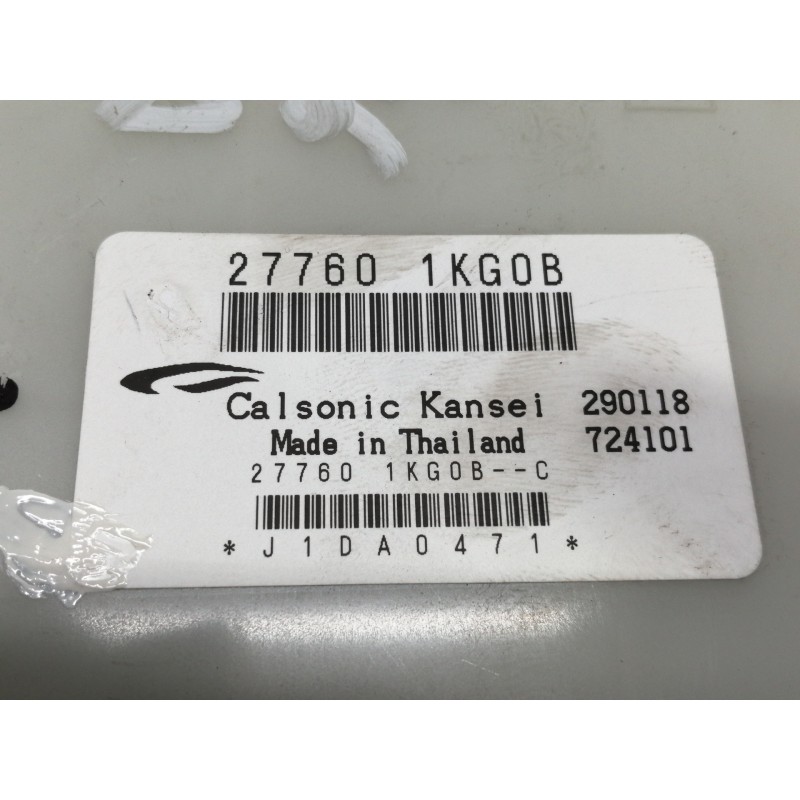 27760 1KG0B
Calsonic Kansei 290118
Made in Thailand 724101
27760 1KG0B--C
*J1DA0471*